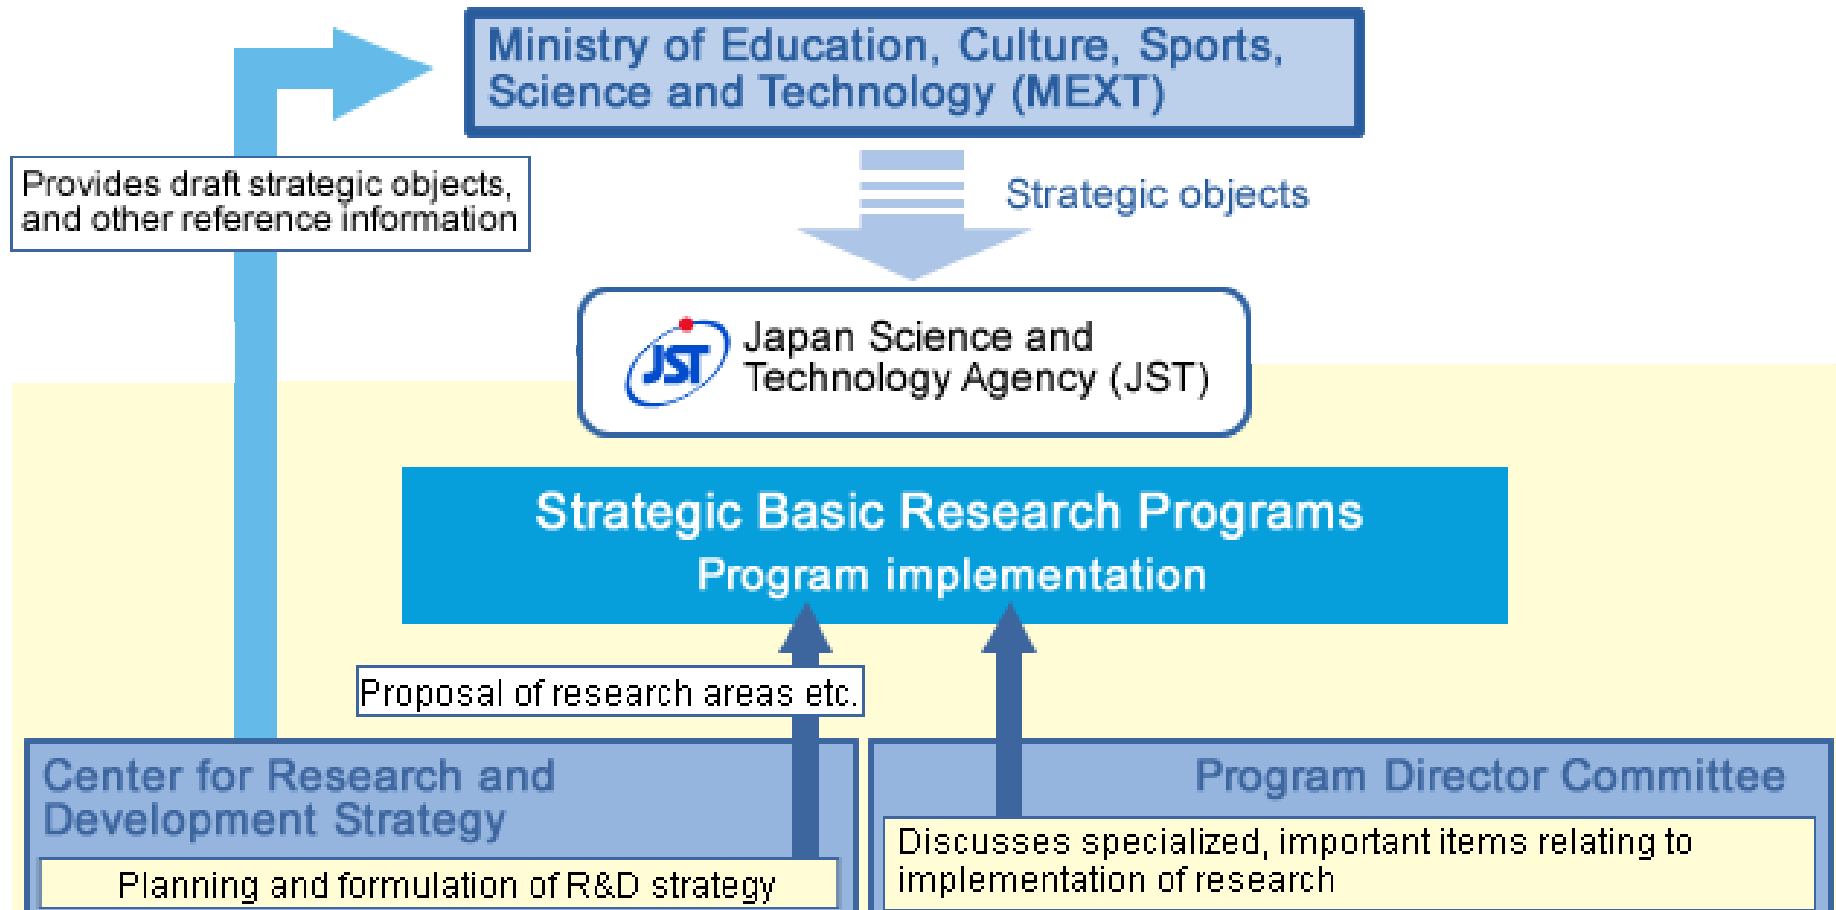 Ministry of Education, Culture, Sports,
Science and Technology (MEXT)
Provides draft strategic objects,
and other reference information
Strategic objects
JST
Japan Science and
Technology Agency (JST)
Strategic Basic Research Programs
Program implementation
Proposal of research areas etc.
Center for Research and
Development Strategy
Planning and formulation of R&D strategy
Program Director Committee
Discusses specialized, important items relating to
implementation of research